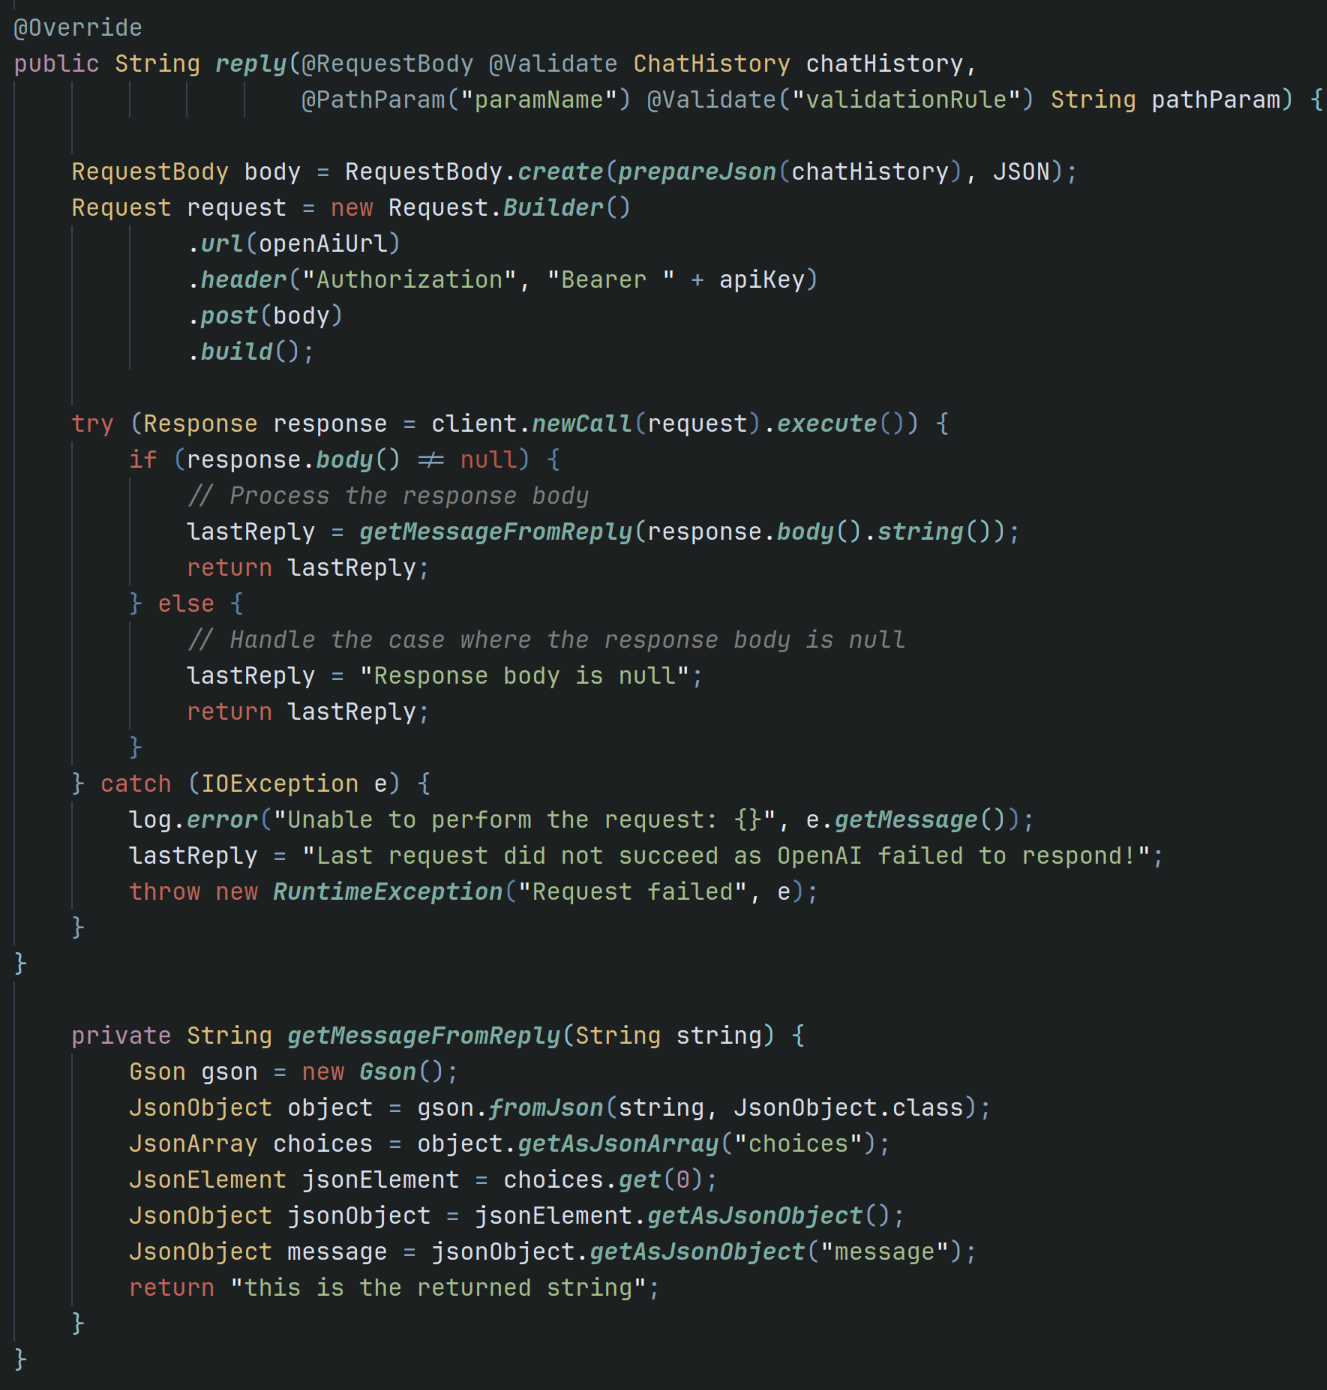 @Override
public String reply(@RequestBody @Validate ChatHistory chatHistory,
                    @PathParam("paramName") @Validate("validationRule") String pathParam) {

    RequestBody body = RequestBody.create(prepareJson(chatHistory), JSON);
    Request request = new Request.Builder()
            .url(openAiUrl)
            .header("Authorization", "Bearer " + apiKey)
            .post(body)
            .build();

    try (Response response = client.newCall(request).execute()) {
        if (response.body() != null) {
            // Process the response body
            lastReply = getMessageFromReply(response.body().string());
            return lastReply;
        } else {
            // Handle the case where the response body is null
            lastReply = "Response body is null";
            return lastReply;
        }
    } catch (IOException e) {
        log.error("Unable to perform the request: {}", e.getMessage());
        lastReply = "Last request did not succeed as OpenAI failed to respond!";
        throw new RuntimeException("Request failed", e);
    }
}

    private String getMessageFromReply(String string) {
        Gson gson = new Gson();
        JsonObject object = gson.fromJson(string, JsonObject.class);
        JsonArray choices = object.getAsJsonArray("choices");
        JsonElement jsonElement = choices.get(0);
        JsonObject jsonObject = jsonElement.getAsJsonObject();
        JsonObject message = jsonObject.getAsJsonObject("message");
        return "this is the returned string";
    }
}